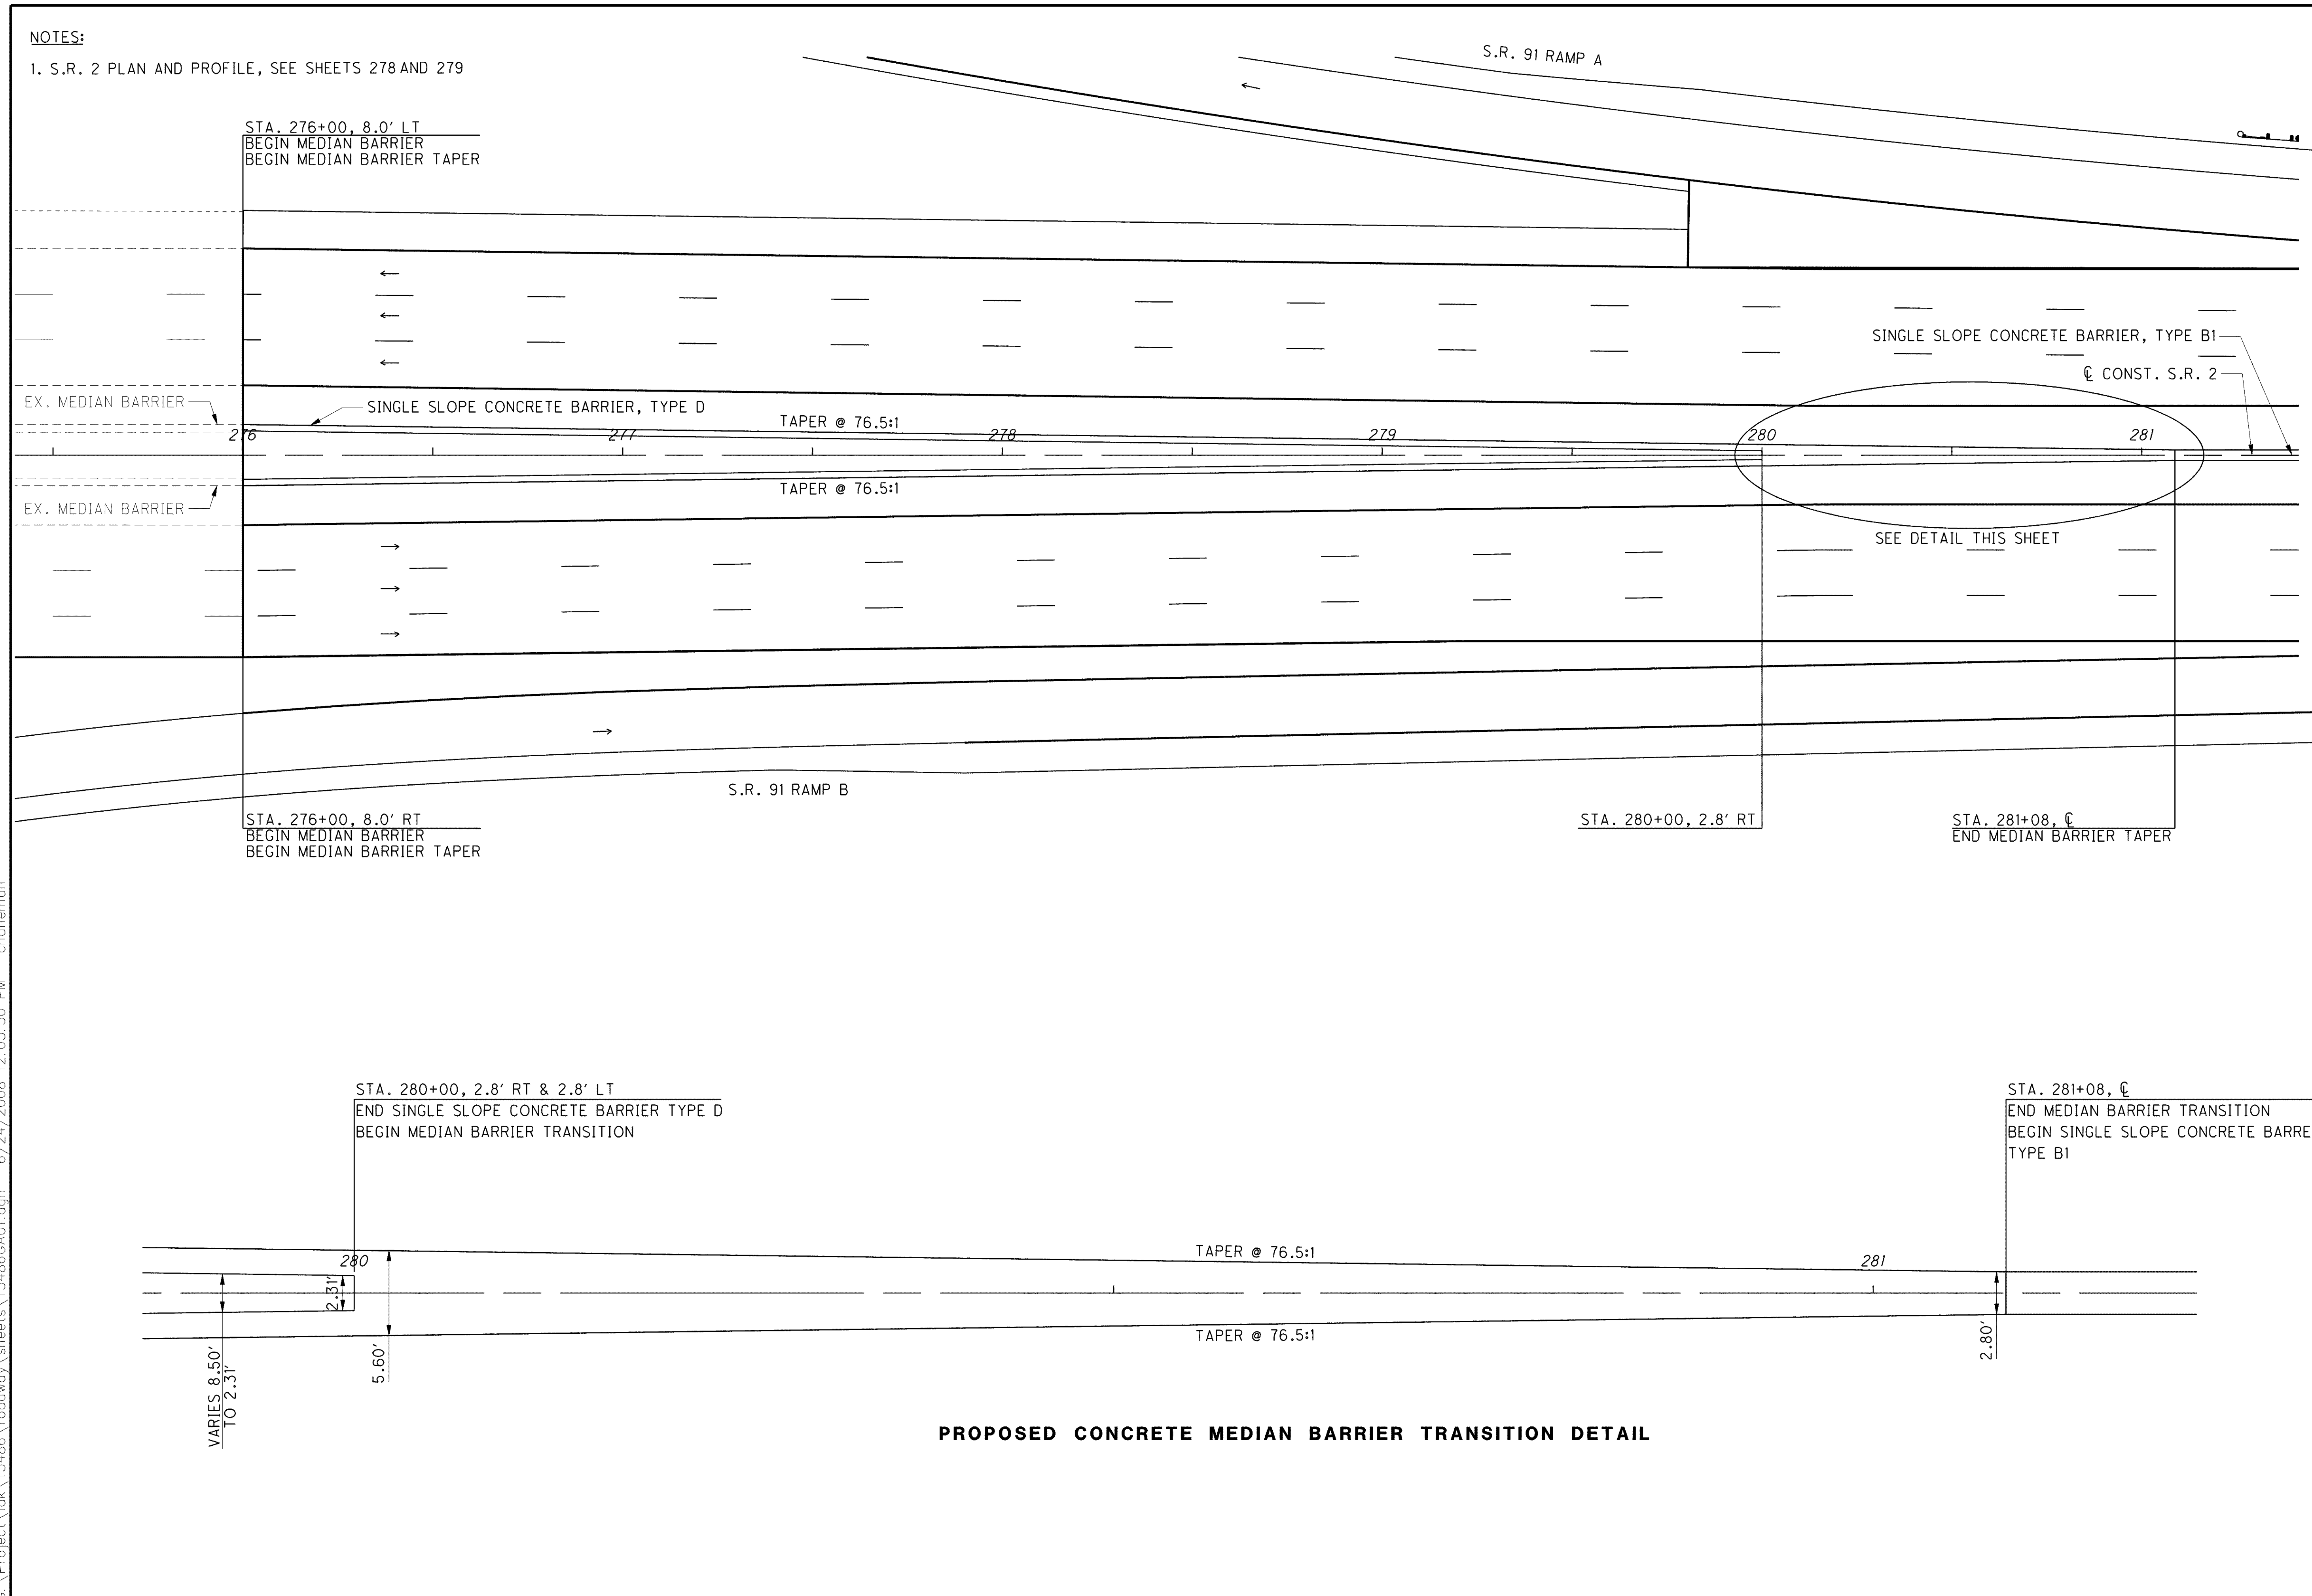 NOTES:
1. S.R. 2 PLAN AND PROFILE, SEE SHEETS 278 AND 279
S.R. 91 RAMP A
STA. 276+00, 8.0' LT
BEGIN MEDIAN BARRIER
BEGIN MEDIAN BARRIER TAPER
SINGLE SLOPE CONCRETE BARRIER, TYPE B1
℄ CONST. S.R. 2
EX. MEDIAN BARRIER
SINGLE SLOPE CONCRETE BARRIER, TYPE D
TAPER @ 76.5:1
276 277 278 279 280 281
TAPER @ 76.5:1
EX. MEDIAN BARRIER
SEE DETAIL THIS SHEET
S.R. 91 RAMP B
STA. 276+00, 8.0' RT
BEGIN MEDIAN BARRIER
BEGIN MEDIAN BARRIER TAPER
STA. 280+00, 2.8' RT
STA. 281+08, ℄
END MEDIAN BARRIER TAPER
STA. 280+00, 2.8' RT & 2.8' LT
END SINGLE SLOPE CONCRETE BARRIER TYPE D
BEGIN MEDIAN BARRIER TRANSITION
STA. 281+08, ℄
END MEDIAN BARRIER TRANSITION
BEGIN SINGLE SLOPE CONCRETE BARRE
TYPE B1
TAPER @ 76.5:1
280 281
2.31'
TAPER @ 76.5:1
5.60'
2.80'
VARIES 8.50'
TO 2.31'
PROPOSED CONCRETE MEDIAN BARRIER TRANSITION DETAIL